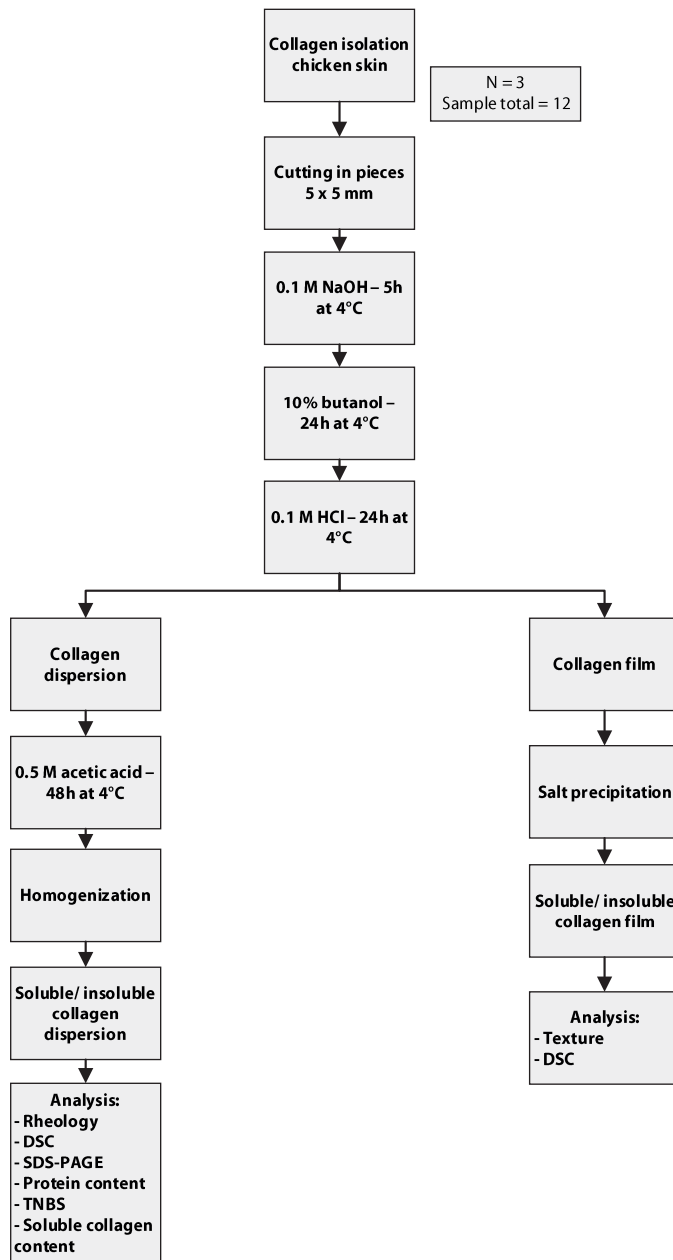 Collagen isolation
chicken skin
N = 3
Sample total = 12
Cutting in pieces
5 x 5 mm
0.1 M NaOH – 5h
at 4°C
10% butanol –
24h at 4°C
0.1 M HCl – 24h at
4°C
Collagen
dispersion
0.5 M acetic acid –
48h at 4°C
Homogenization
Soluble/ insoluble
collagen
dispersion
Analysis:
- Rheology
- DSC
- SDS-PAGE
- Protein content
- TNBS
- Soluble collagen
content
Collagen film
Salt precipitation
Soluble/ insoluble
collagen film
Analysis:
- Texture
- DSC